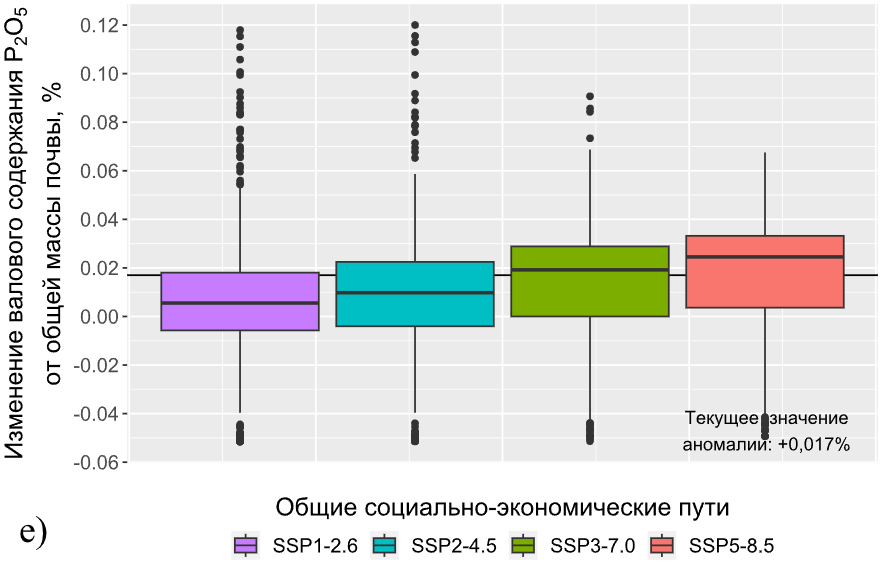 Изменение валового содержания P₂O₅
от общей массы почвы, %
0.12
0.10
0.08
0.06
0.04
0.02
0.00
-0.02
-0.04
-0.06
Текущее значение
аномалии: +0,017%
Общие социально-экономические пути
е)
SSP1-2.6 SSP2-4.5 SSP3-7.0 SSP5-8.5